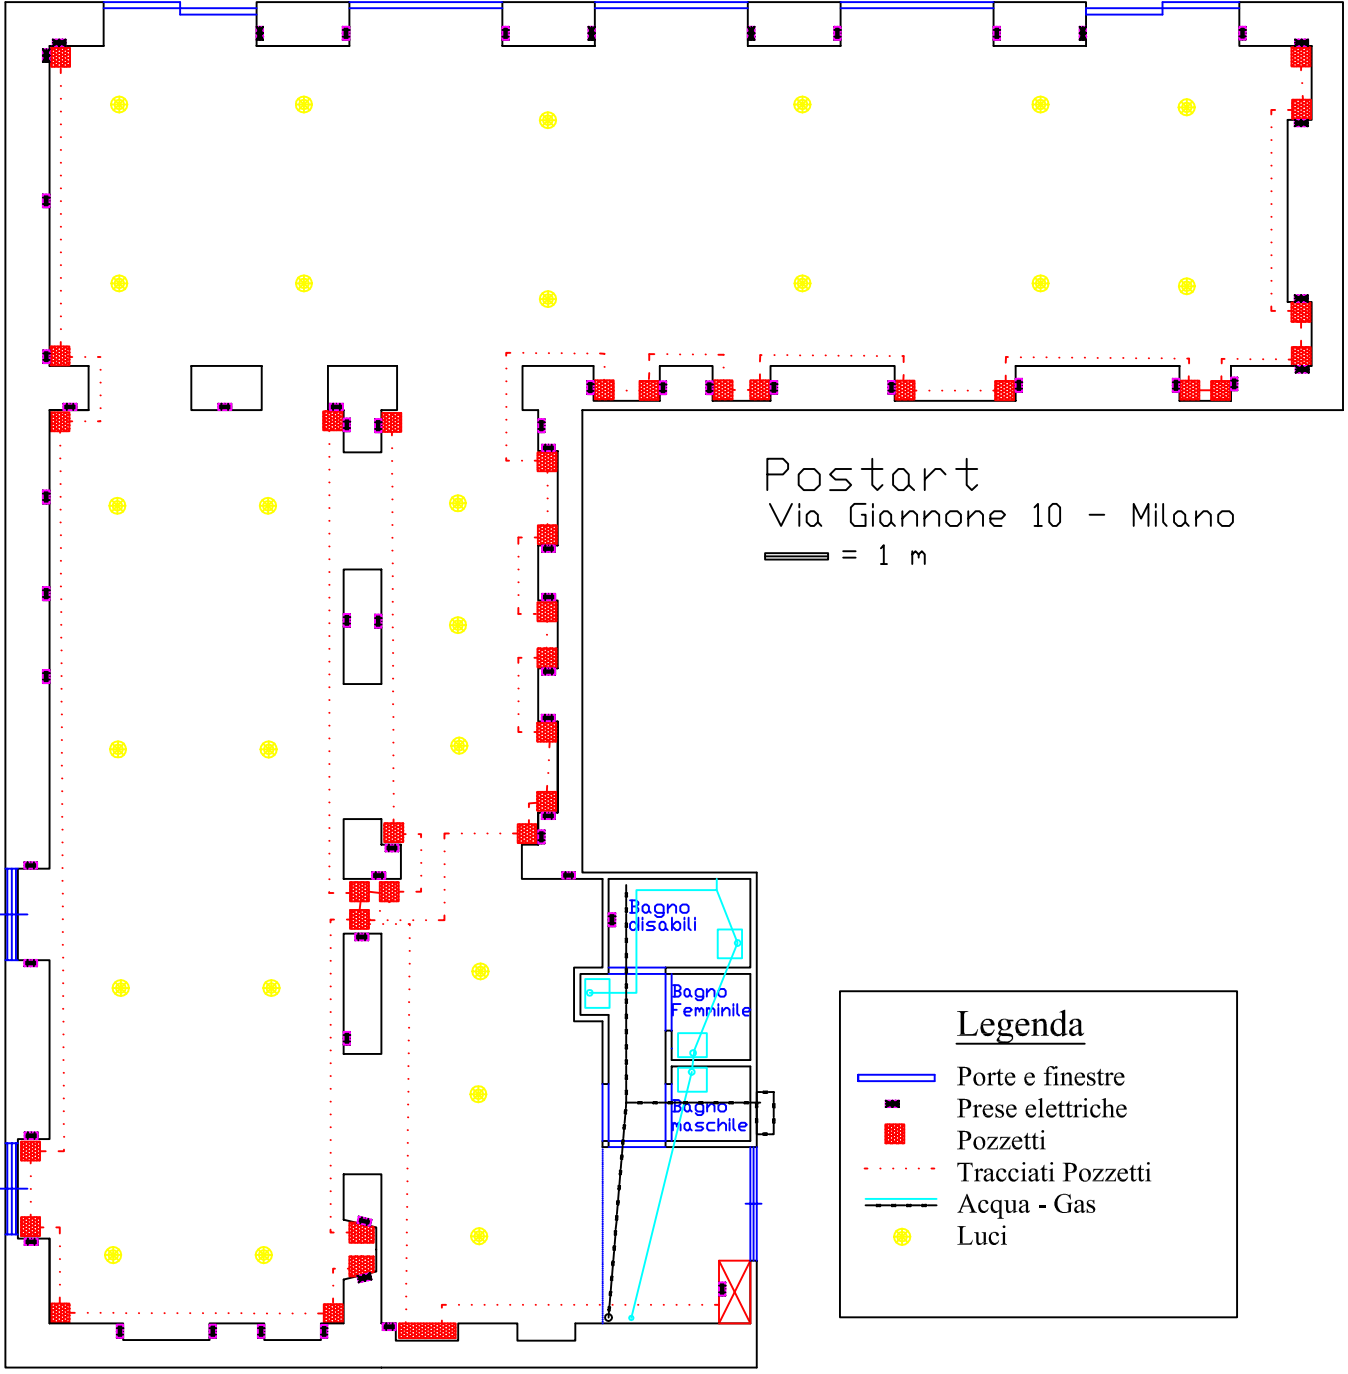 Postart
Via Giannone 10 - Milano
= 1 m
Bagno
disabili
Bagno
Femminile
Bagno
maschile
Legenda
Porte e finestre
Prese elettriche
Pozzetti
Tracciati Pozzetti
Acqua - Gas
Luci